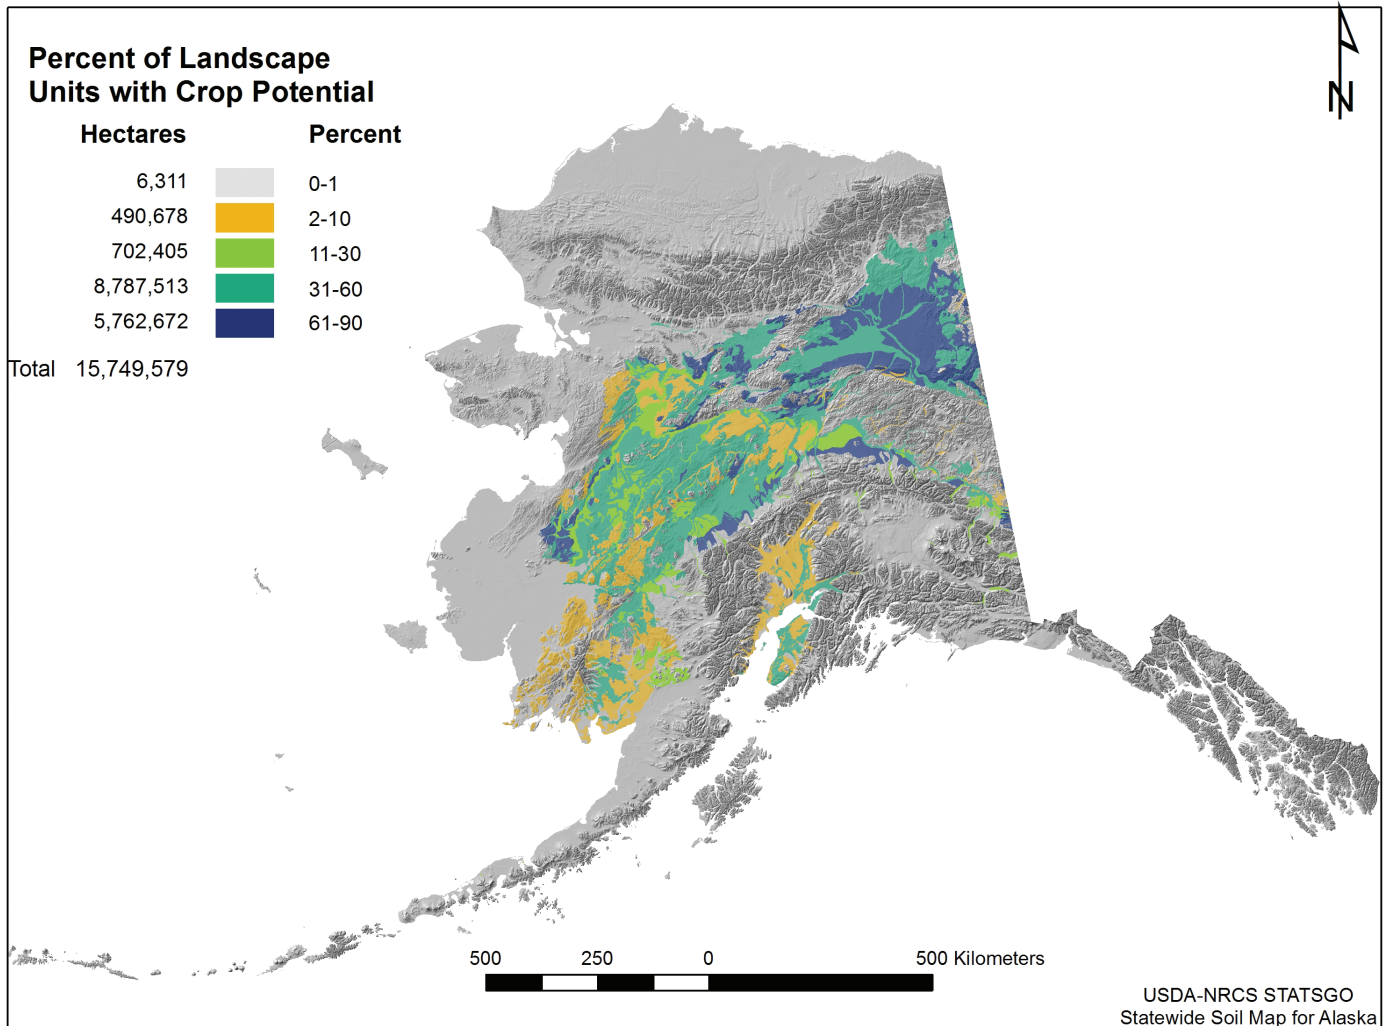 Percent of Landscape
Units with Crop Potential
Hectares Percent
6,311 0-1
490,678 2-10
702,405 11-30
8,787,513 31-60
5,762,672 61-90
Total 15,749,579
N
500 250 0 500 Kilometers
USDA-NRCS STATSGO
Statewide Soil Map for Alaska